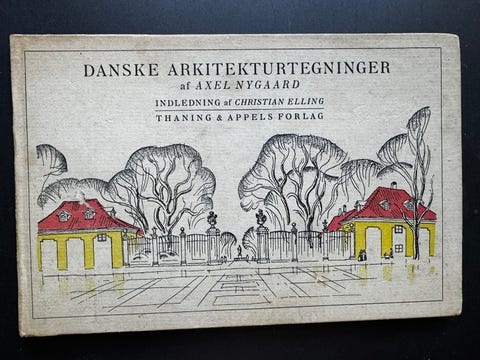 DANSKE ARKITEKTURTEGNINGER
af AXEL NYGAARD
INDLEDNING af CHRISTIAN ELLING
THANING & APPELS FORLAG